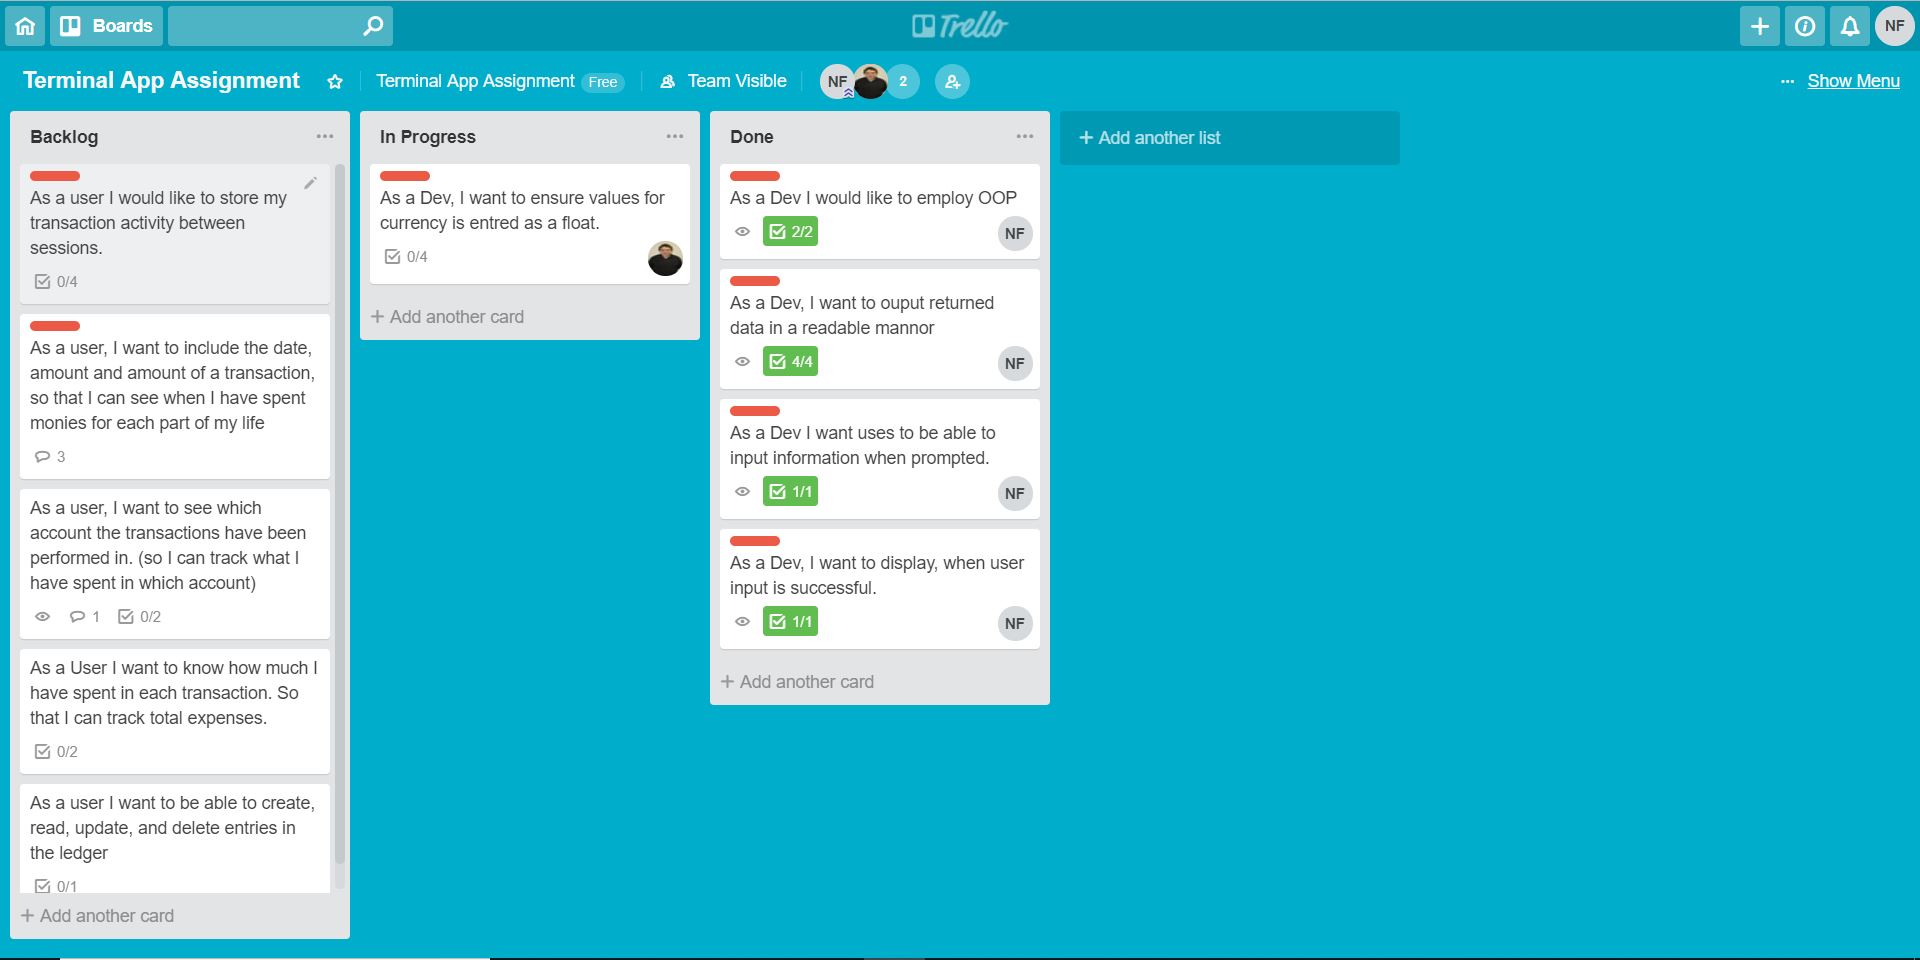 Boards
Trello
NF
Terminal App Assignment
Terminal App Assignment Free
Team Visible
NF
2
... Show Menu
Backlog
As a user I would like to store my
transaction activity between
sessions.
0/4
As a user, I want to include the date,
amount and amount of a transaction,
so that I can see when I have spent
monies for each part of my life
3
As a user, I want to see which
account the transactions have been
performed in. (so I can track what I
have spent in which account)
1 0/2
As a User I want to know how much I
have spent in each transaction. So
that I can track total expenses.
0/2
As a user I want to be able to create,
read, update, and delete entries in
the ledger
0/1
+ Add another card
In Progress
As a Dev, I want to ensure values for
currency is entred as a float.
0/4
+ Add another card
Done
As a Dev I would like to employ OOP
2/2
NF
As a Dev, I want to ouput returned
data in a readable mannor
4/4
NF
As a Dev I want uses to be able to
input information when prompted.
1/1
NF
As a Dev, I want to display, when user
input is successful.
1/1
NF
+ Add another card
+ Add another list